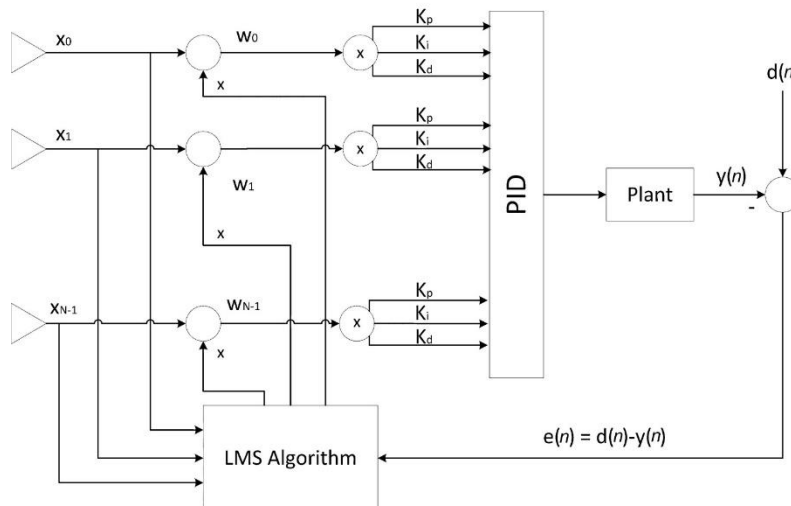 x0 w0 x Kp
Ki
Kd
d(n
x
x1 x Kp
Ki
Kd
w1
PID
Plant y(n)
-
x
xN-1 wN-1 x Kp
Ki
Kd
x
LMS Algorithm
e(n) = d(n)-y(n)